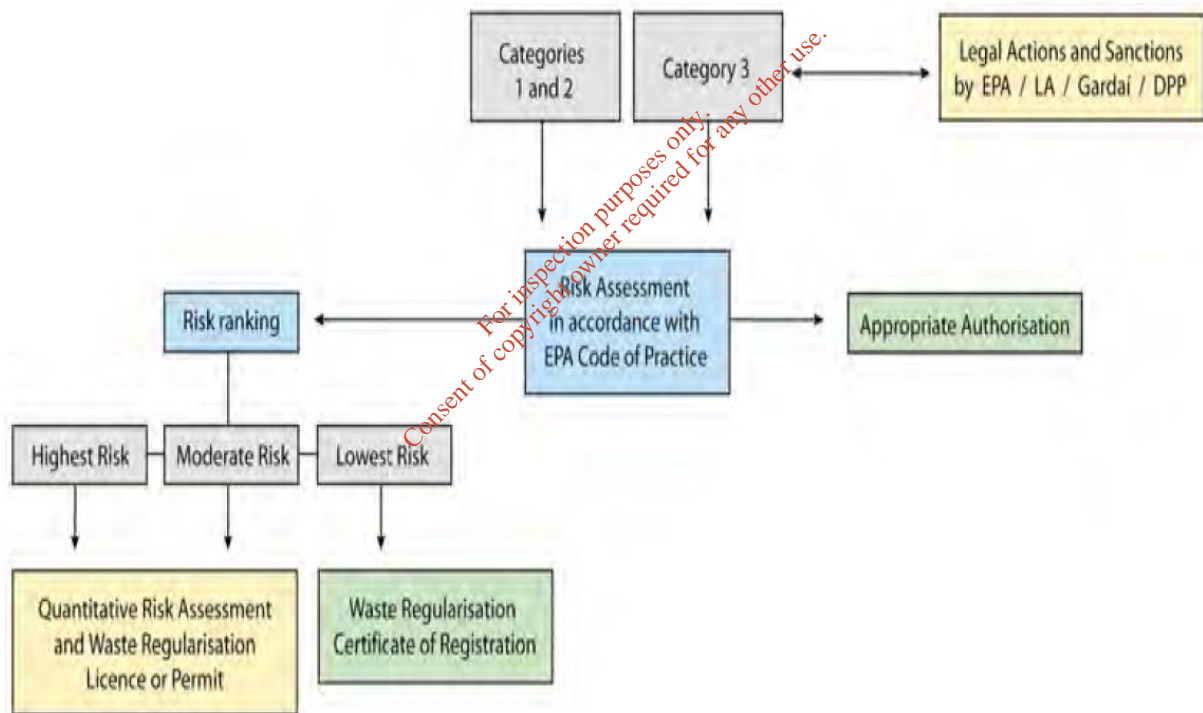 Categories
1 and 2
Category 3
Legal Actions and Sanctions
by EPA / LA / Gardaí / DPP
For inspection purposes only.
Consent of copyright owner required for any other use.
Risk Assessment
in accordance with
EPA Code of Practice
Risk ranking
Appropriate Authorisation
Highest Risk
Moderate Risk
Lowest Risk
Quantitative Risk Assessment
and Waste Regularisation
Licence or Permit
Waste Regularisation
Certificate of Registration